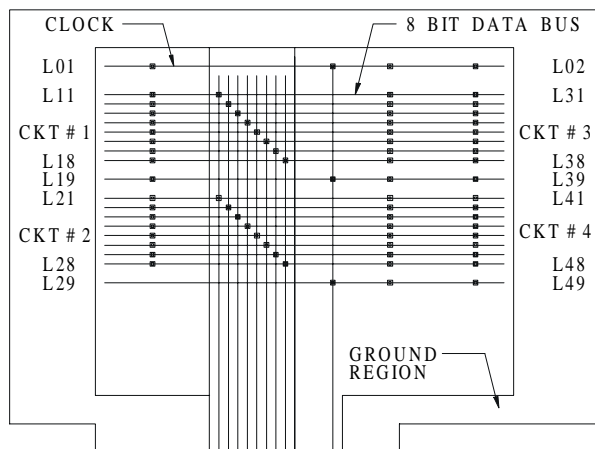 CLOCK
8 BIT DATA BUS
L01
L02
L11
L31
CKT # 1
CKT # 3
L18
L38
L19
L39
L21
L41
CKT # 2
CKT # 4
L28
L48
L29
L49
GROUND
REGION